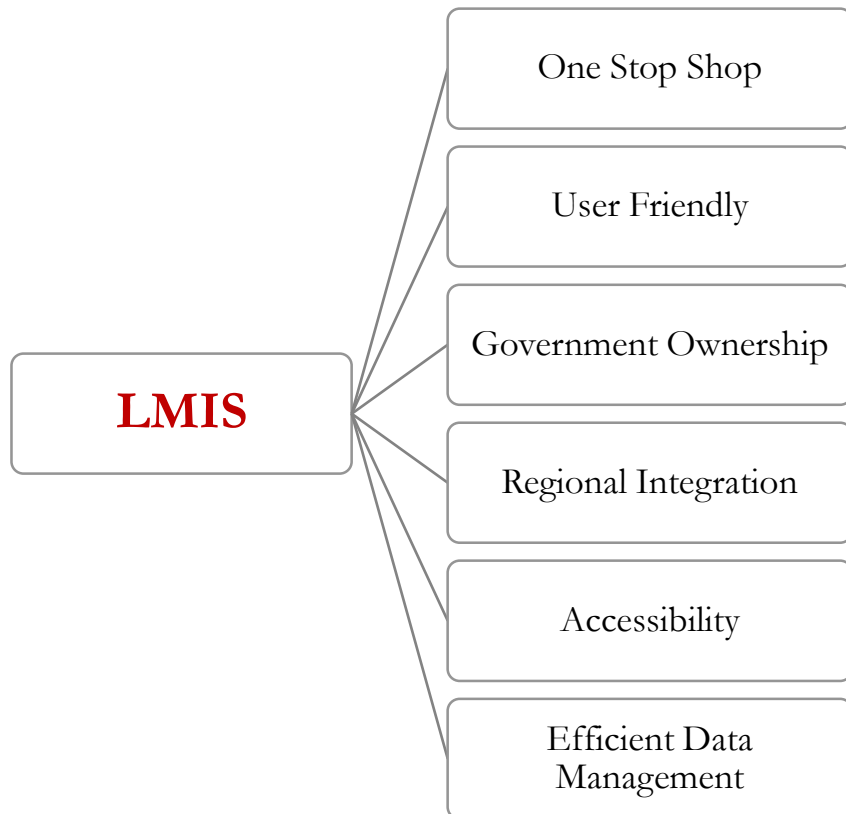 One Stop Shop
User Friendly
Government Ownership
LMIS
Regional Integration
Accessibility
Efficient Data
Management